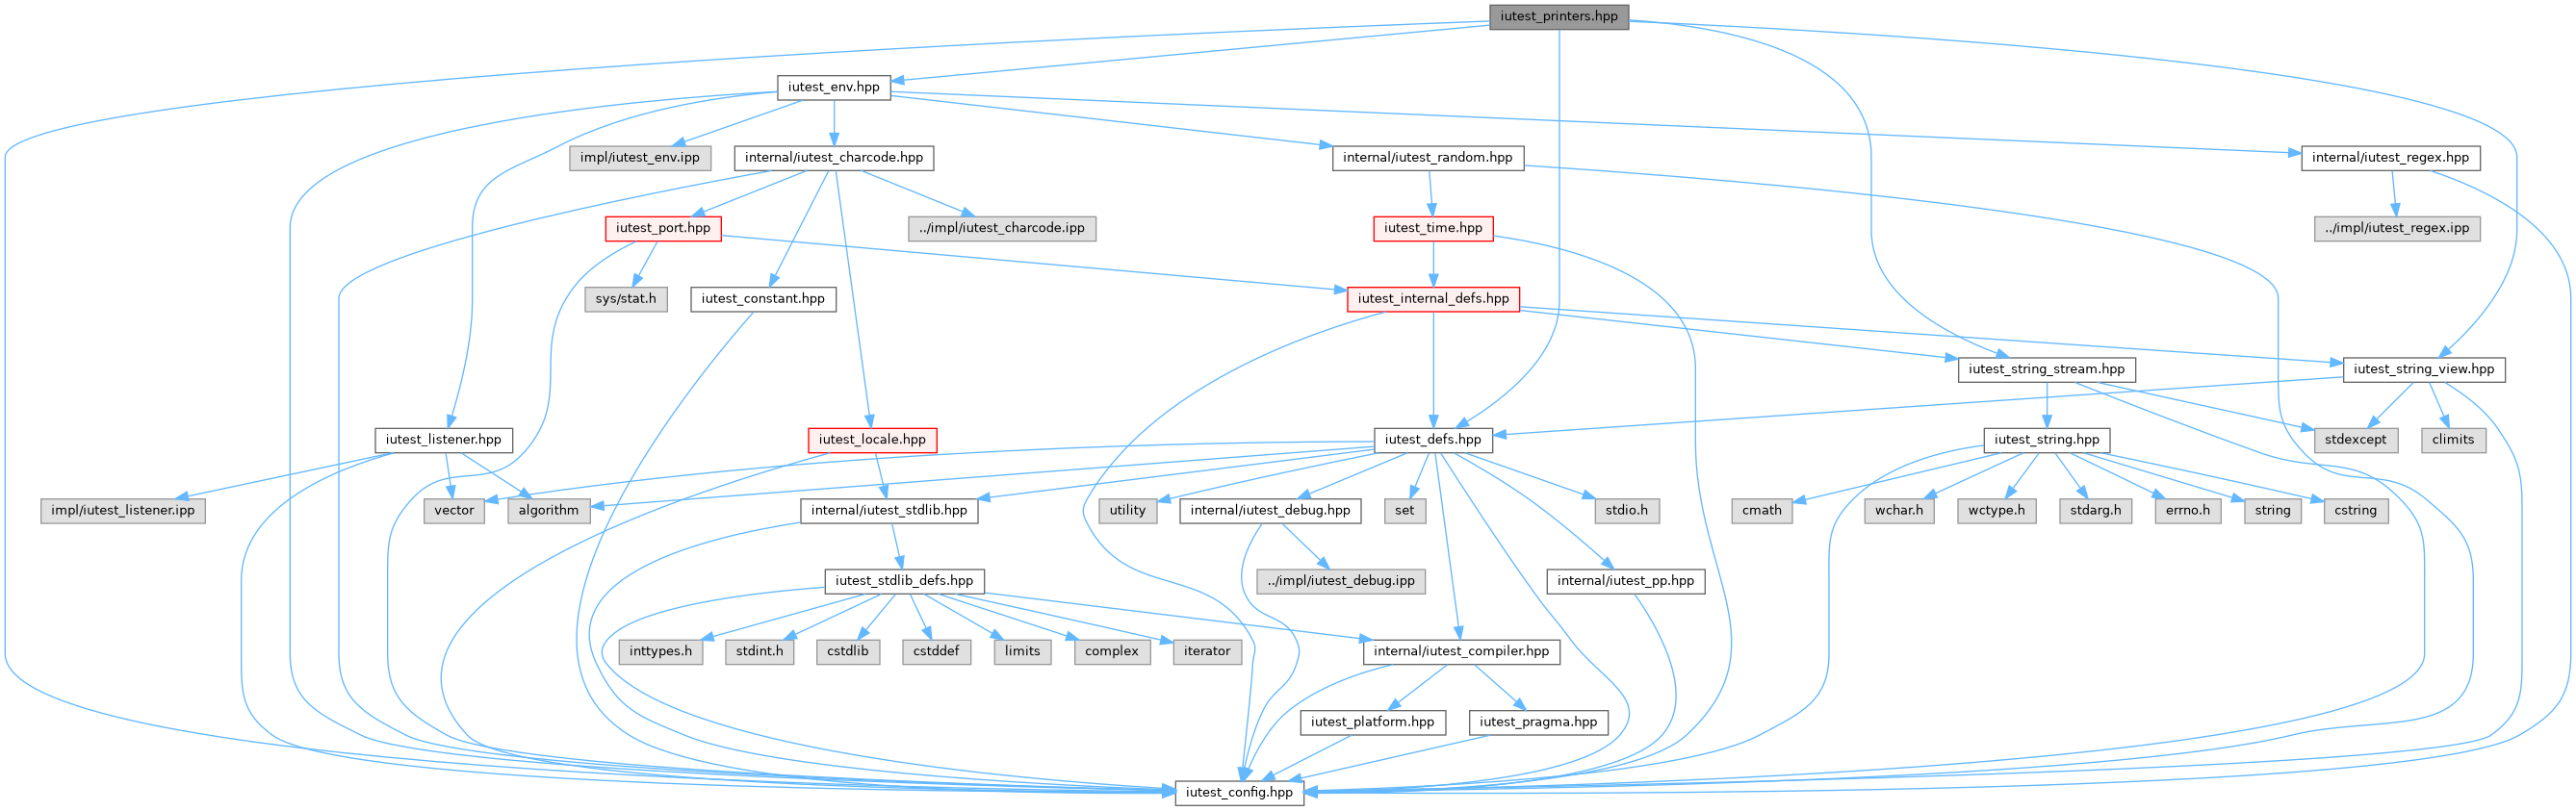 iutest_printers.hpp
iutest_env.hpp
impl/iutest_env.ipp
internal/iutest_charcode.hpp
internal/iutest_random.hpp
internal/iutest_regex.hpp
iutest_port.hpp
../impl/iutest_charcode.ipp
iutest_time.hpp
../impl/iutest_regex.ipp
sys/stat.h
iutest_constant.hpp
iutest_internal_defs.hpp
iutest_string_stream.hpp
iutest_string_view.hpp
iutest_listener.hpp
iutest_locale.hpp
iutest_defs.hpp
iutest_string.hpp
stdexcept
climits
impl/iutest_listener.ipp
vector
algorithm
internal/iutest_stdlib.hpp
utility
internal/iutest_debug.hpp
set
stdio.h
cmath
wchar.h
wctype.h
stdarg.h
errno.h
string
cstring
iutest_stdlib_defs.hpp
../impl/iutest_debug.ipp
internal/iutest_pp.hpp
inttypes.h
stdint.h
cstdlib
cstddef
limits
complex
iterator
internal/iutest_compiler.hpp
iutest_platform.hpp
iutest_pragma.hpp
iutest_config.hpp